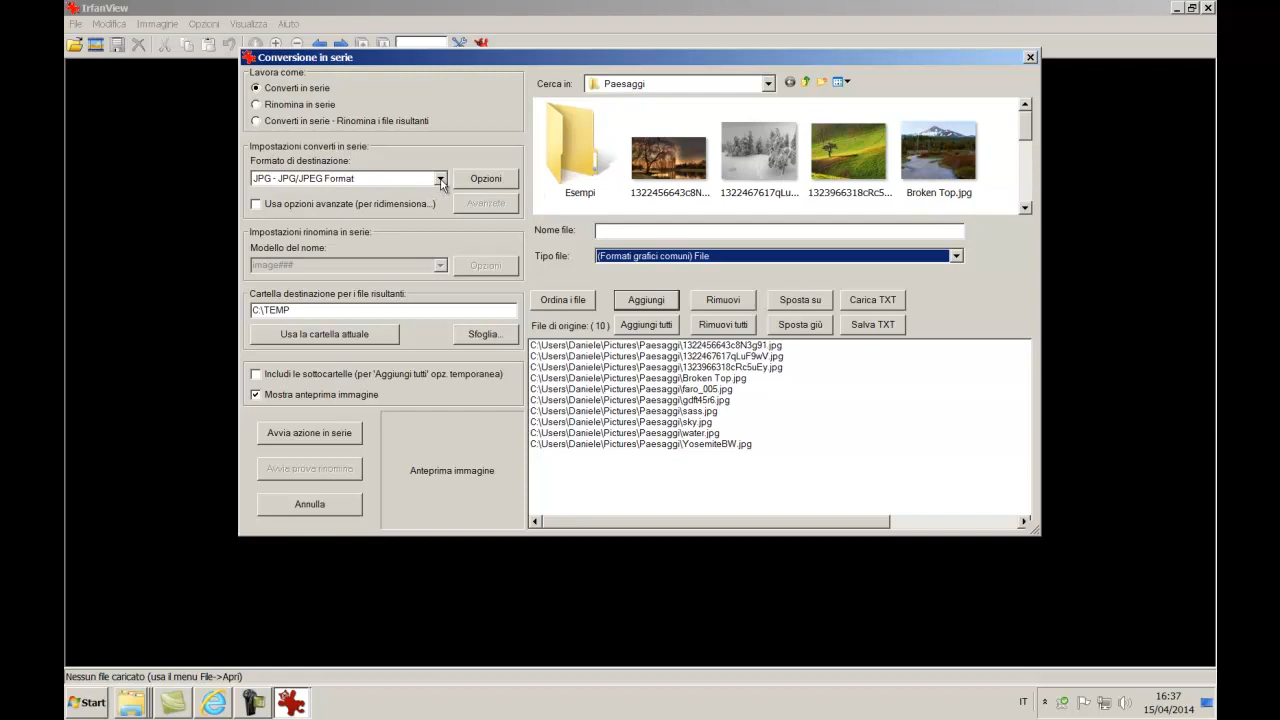 IrfanView
File Modifica Immagine Opzioni Visualizza Aiuto
Conversione in serie
Lavora come:
Converti in serie
Rinomina in serie
Converti in serie - Rinomina i file risultanti
Impostazioni converti in serie:
Formato di destinazione:
JPG - JPG/JPEG Format
Opzioni
Usa opzioni avanzate (per ridimensiona...)
Avanzate
Impostazioni rinomina in serie:
Modello del nome:
image###
Opzioni
Cartella destinazione per i file risultanti:
C:\TEMP
Usa la cartella attuale
Sfoglia...
Includi le sottocartelle (per 'Aggiungi tutti' opz. temporanea)
Mostra anteprima immagine
Avvia azione in serie
Avvia prova rinomina
Annulla
Anteprima immagine
Cerca in:
Paesaggi
Esempi
1322456643c8N...
1322467617qLu...
1323966318cRc5...
Broken Top.jpg
Nome file:
Tipo file:
(Formati grafici comuni) File
Ordina i file
Aggiungi
Rimuovi
Sposta su
Carica TXT
File di origine: ( 10 )
Aggiungi tutti
Rimuovi tutti
Sposta giù
Salva TXT
C:\Users\Daniele\Pictures\Paesaggi\1322456643c8N3g91.jpg
C:\Users\Daniele\Pictures\Paesaggi\1322467617qLuF9wV.jpg
C:\Users\Daniele\Pictures\Paesaggi\1323966318cRc5uEy.jpg
C:\Users\Daniele\Pictures\Paesaggi\Broken Top.jpg
C:\Users\Daniele\Pictures\Paesaggi\faro_005.jpg
C:\Users\Daniele\Pictures\Paesaggi\gdft45r6.jpg
C:\Users\Daniele\Pictures\Paesaggi\sass.jpg
C:\Users\Daniele\Pictures\Paesaggi\sky.jpg
C:\Users\Daniele\Pictures\Paesaggi\water.jpg
C:\Users\Daniele\Pictures\Paesaggi\YosemiteBW.jpg
Nessun file caricato (usa il menu File->Apri)
Start
IT
16:37
15/04/2014